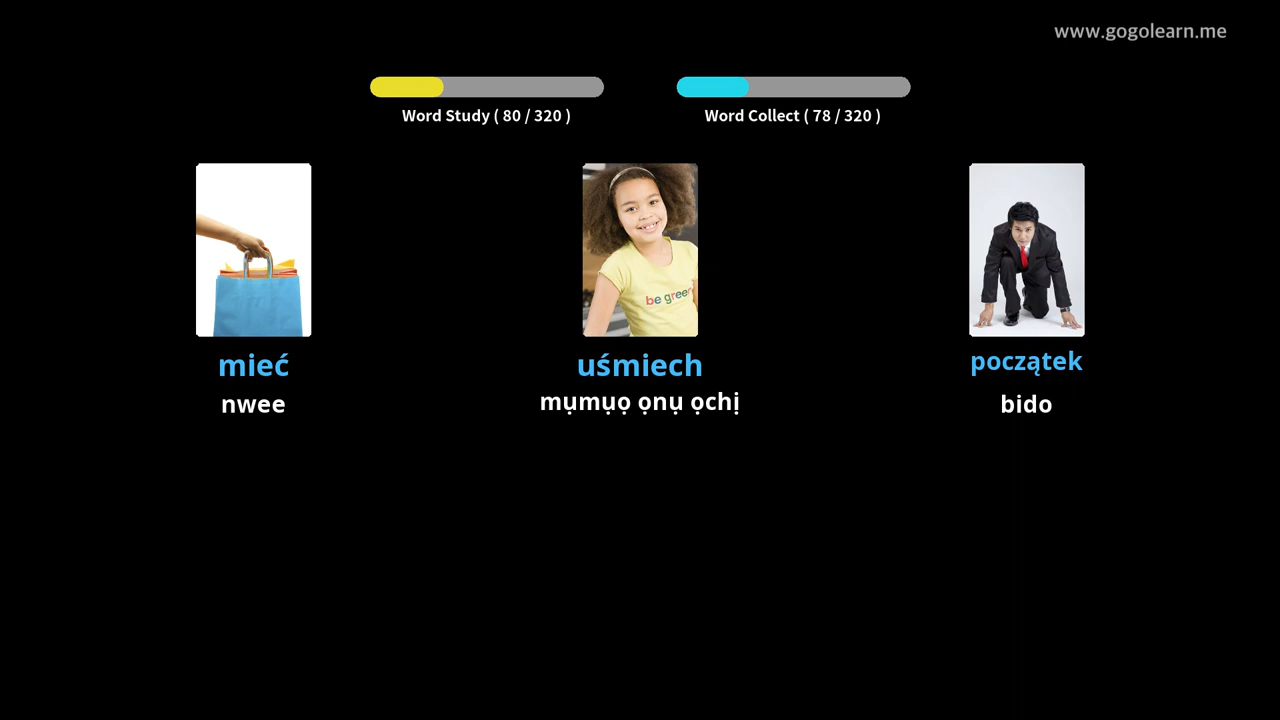 www.gogolearn.me
Word Study ( 80 / 320 )
Word Collect ( 78 / 320 )
be green
mieć
uśmiech
początek
nwee
mụmụọ ọnụ ọchị
bido